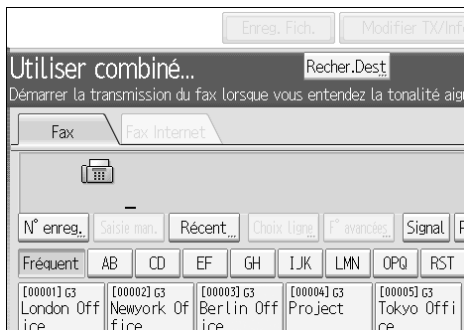 Enreg. Fich. Modifier TX/Info
Utiliser combiné... Recher.Dest.
Démarrer la transmission du fax lorsque vous entendez la tonalité aig
Fax Fax Internet
N° enreg. Saisie man. Récent Choix ligne F° avancées Signal
Fréquent AB CD EF GH IJK LMN OPQ RST
[00001] G3 [00002] G3 [00003] G3 [00004] G3 [00005] G3
London Off Newyork Of Berlin Off Project Tokyo Offi
ice ffice ice ce